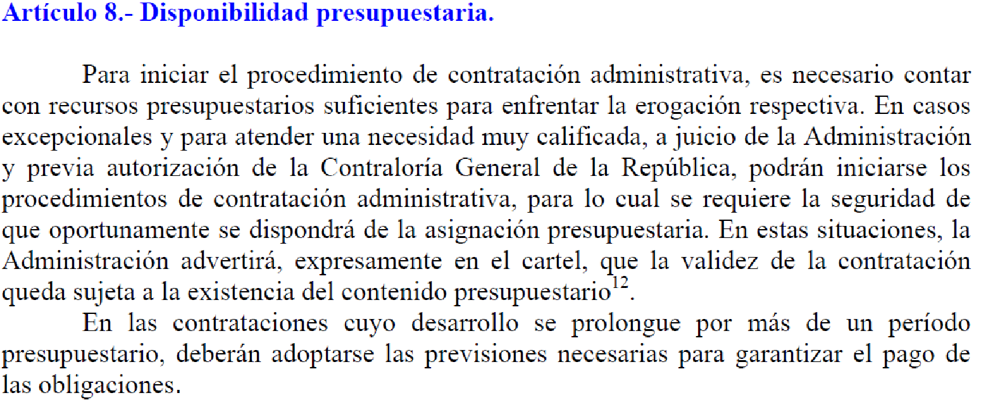 Artículo 8.- Disponibilidad presupuestaria.
Para iniciar el procedimiento de contratación administrativa, es necesario contar
con recursos presupuestarios suficientes para enfrentar la erogación respectiva. En casos
excepcionales y para atender una necesidad muy calificada, a juicio de la Administración
y previa autorización de la Contraloría General de la República, podrán iniciarse los
procedimientos de contratación administrativa, para lo cual se requiere la seguridad de
que oportunamente se dispondrá de la asignación presupuestaria. En estas situaciones, la
Administración advertirá, expresamente en el cartel, que la validez de la contratación
queda sujeta a la existencia del contenido presupuestario¹².
En las contrataciones cuyo desarrollo se prolongue por más de un período
presupuestario, deberán adoptarse las previsiones necesarias para garantizar el pago de
las obligaciones.